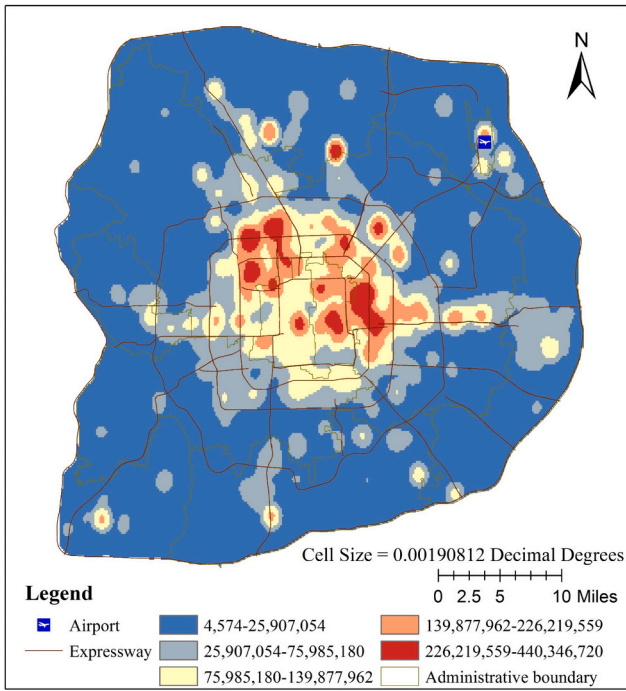 N
Cell Size = 0.00190812 Decimal Degrees
0 2.5 5 10 Miles
Legend
Airport
Expressway
4,574-25,907,054
25,907,054-75,985,180
75,985,180-139,877,962
139,877,962-226,219,559
226,219,559-440,346,720
Administrative boundary